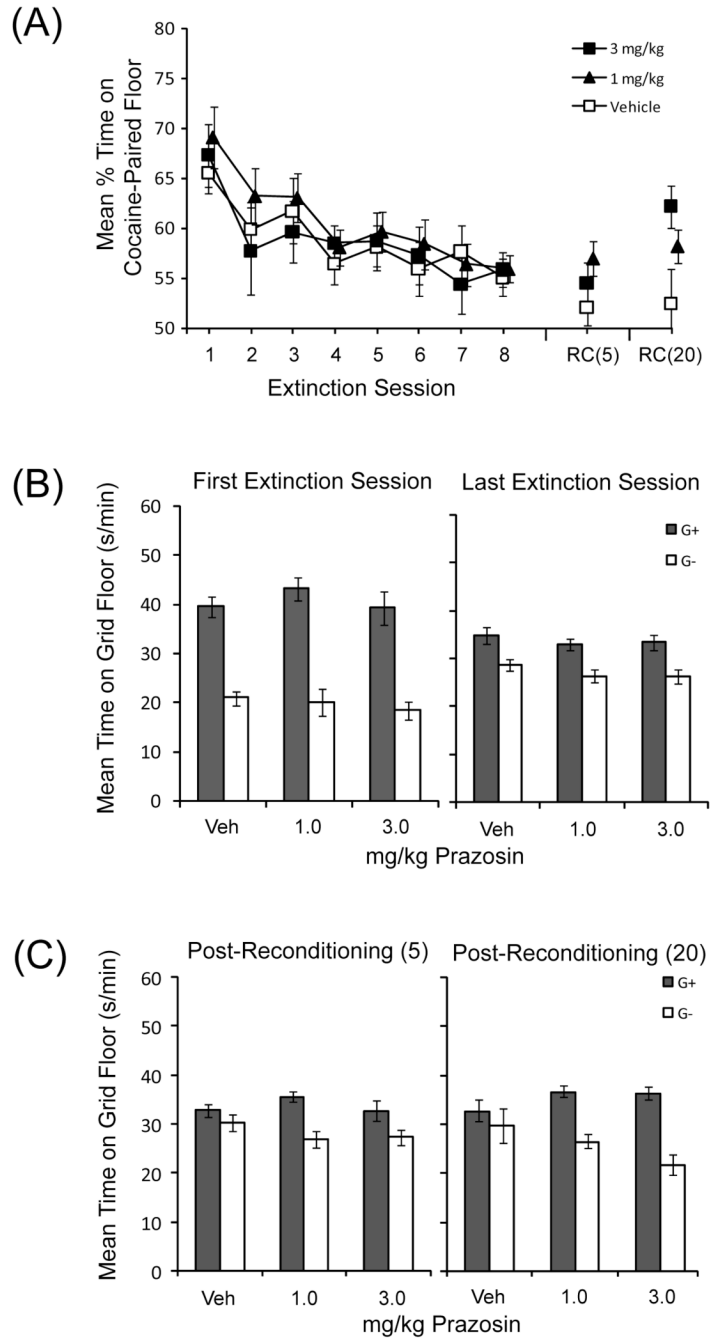 (A)
Mean % Time on
Cocaine-Paired Floor
80
75
70
65
60
55
50
3 mg/kg
1 mg/kg
Vehicle
1 2 3 4 5 6 7 8 RC(5) RC(20)
Extinction Session
(B)
First Extinction Session
Last Extinction Session
Mean Time on Grid Floor (s/min)
60
50
40
30
20
10
0
G+
G-
Veh 1.0 3.0 Veh 1.0 3.0
mg/kg Prazosin
(C)
Post-Reconditioning (5)
Post-Reconditioning (20)
Mean Time on Grid Floor (s/min)
60
50
40
30
20
10
0
G+
G-
Veh 1.0 3.0 Veh 1.0 3.0
mg/kg Prazosin